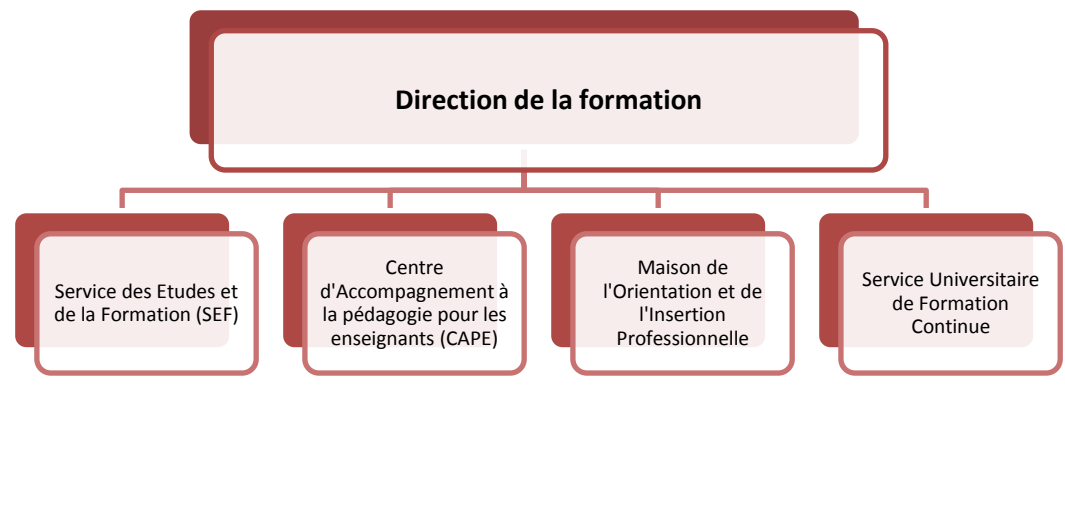 Direction de la formation
Service des Etudes et
de la Formation (SEF)
Centre
d'Accompagnement à
la pédagogie pour les
enseignants (CAPE)
Maison de
l'Orientation et de
l'Insertion
Professionnelle
Service Universitaire
de Formation
Continue